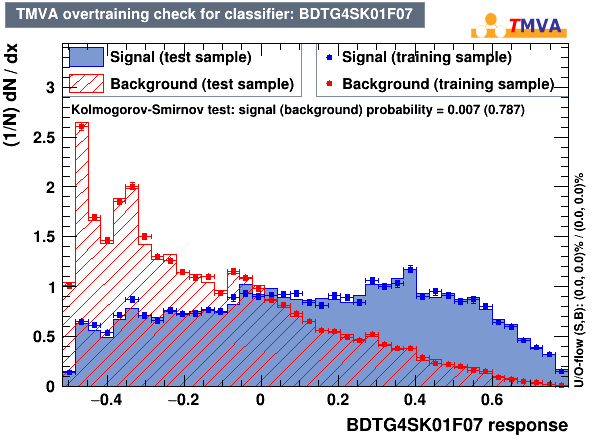 TMVA overtraining check for classifier: BDTG4SK01F07
TMVA
(1/N) dN / dx
Signal (test sample)
Background (test sample)
Signal (training sample)
Background (training sample)
Kolmogorov-Smirnov test: signal (background) probability = 0.007 (0.787)
3
2.5
2
1.5
1
0.5
0
−0.4
−0.2
0
0.2
0.4
0.6
BDTG4SK01F07 response
U/O-flow (S,B): (0.0, 0.0)% / (0.0, 0.0)%